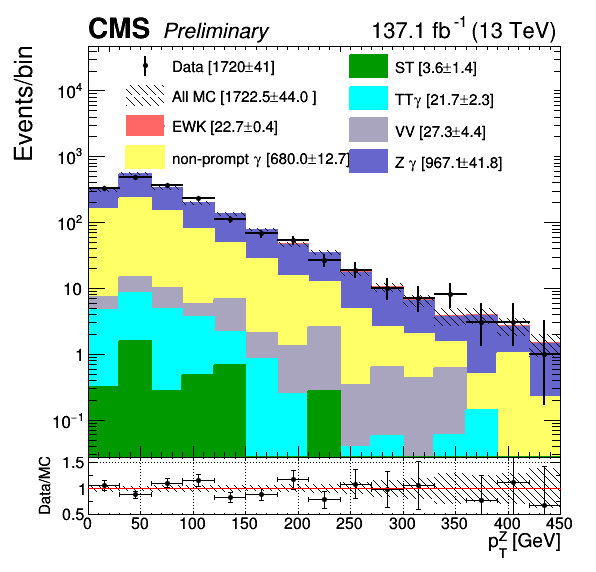 CMS Preliminary 137.1 fb⁻¹ (13 TeV)
Events/bin
Data [1720±41]
All MC [1722.5±44.0 ]
EWK [22.7±0.4]
non-prompt γ [680.0±12.7]
ST [3.6±1.4]
TTγ [21.7±2.3]
VV [27.3±4.4]
Z γ [967.1±41.8]
10⁴
10³
10²
10
1
10⁻¹
Data/MC
1.5
1
0.5
0 50 100 150 200 250 300 350 400 450
p_T^Z [GeV]